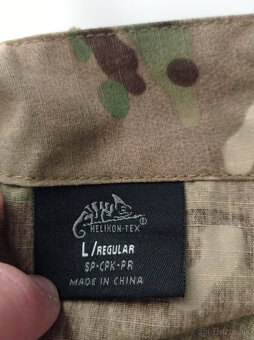 HELIKON-TEX
L/REGULAR
SP-CPK-PR
MADE IN CHINA